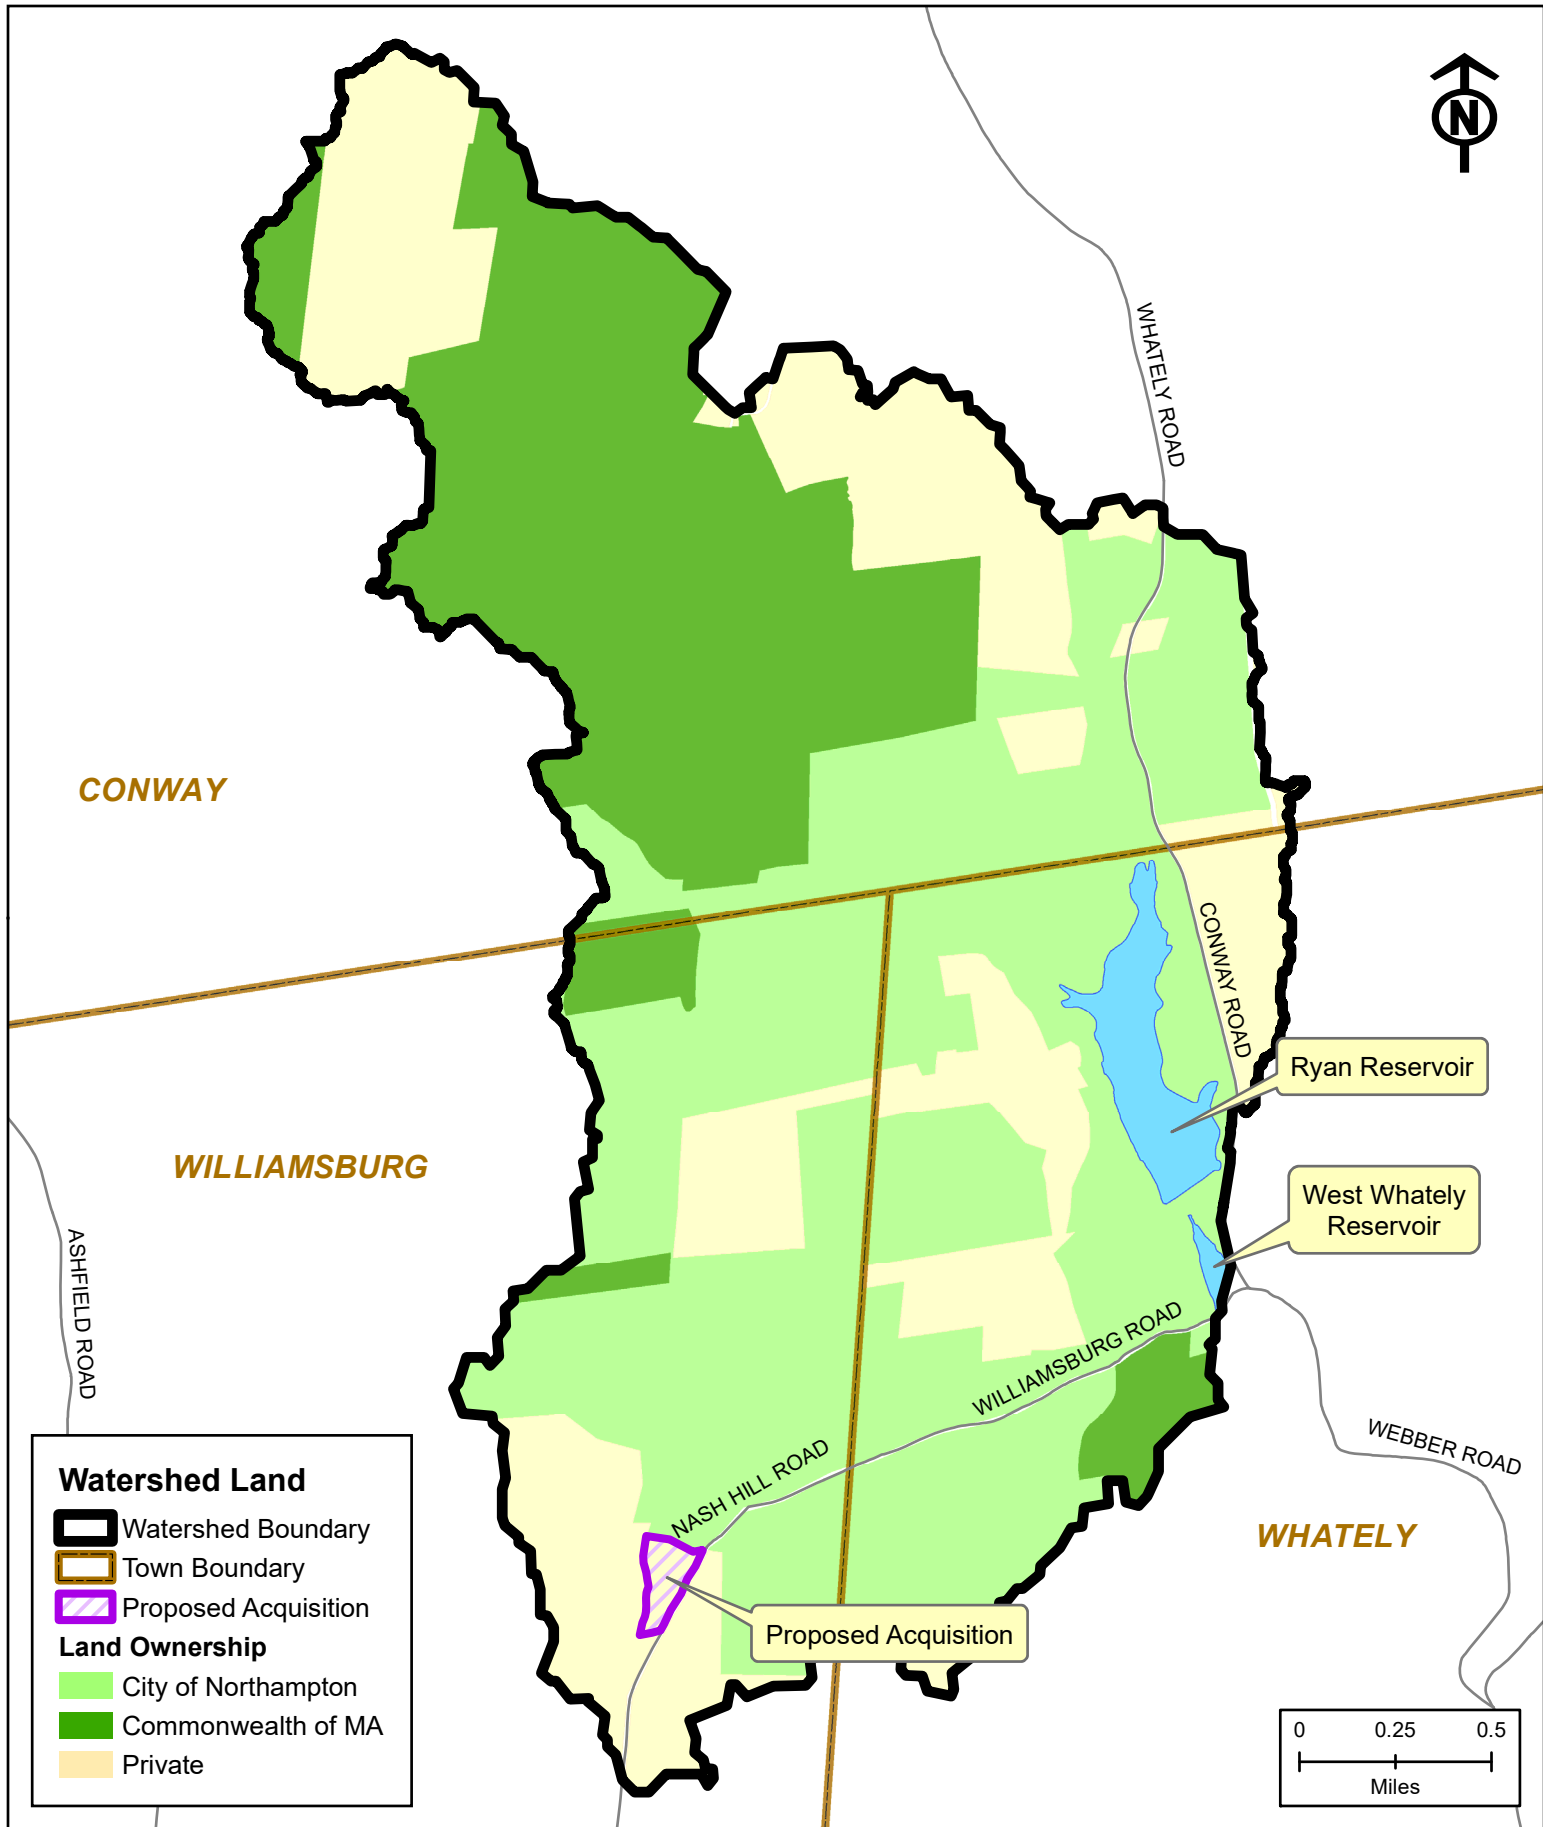 N
WHATELY ROAD
CONWAY
CONWAY ROAD
Ryan Reservoir
WILLIAMSBURG
West Whately
Reservoir
ASHFIELD ROAD
WILLIAMSBURG ROAD
NASH HILL ROAD
WEBBER ROAD
WHATELY
Proposed Acquisition
Watershed Land
Watershed Boundary
Town Boundary
Proposed Acquisition
Land Ownership
City of Northampton
Commonwealth of MA
Private
0 0.25 0.5
Miles